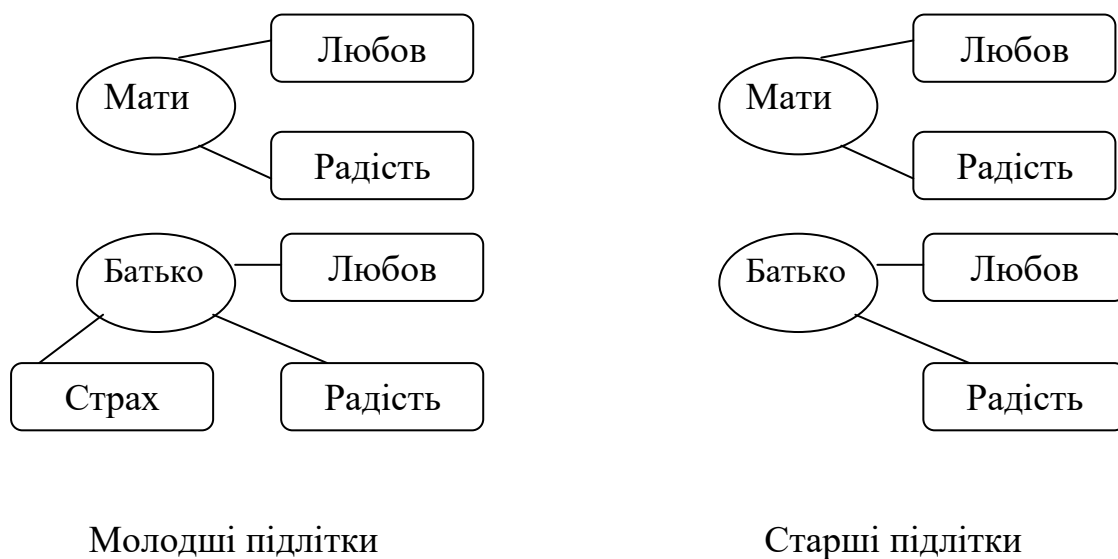 Любов
Мати
Радість
Батько
Любов
Страх
Радість
Молодші підлітки
Любов
Мати
Радість
Батько
Любов
Радість
Старші підлітки